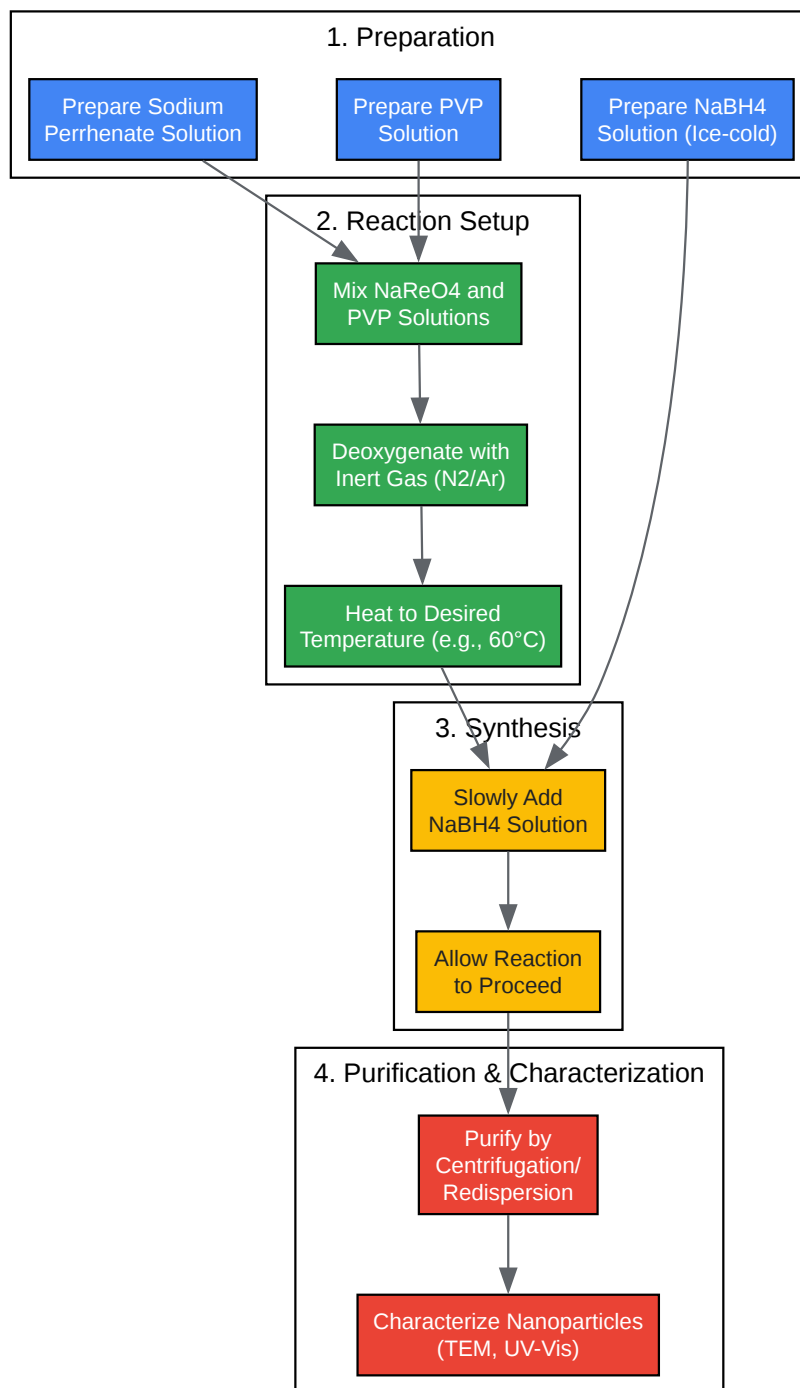 1. Preparation
Prepare Sodium
Perrhenate Solution
Prepare PVP
Solution
Prepare NaBH4
Solution (Ice-cold)
2. Reaction Setup
Mix NaReO4 and
PVP Solutions
Deoxygenate with
Inert Gas (N2/Ar)
Heat to Desired
Temperature (e.g., 60°C)
3. Synthesis
Slowly Add
NaBH4 Solution
Allow Reaction
to Proceed
4. Purification & Characterization
Purify by
Centrifugation/
Redispersion
Characterize Nanoparticles
(TEM, UV-Vis)